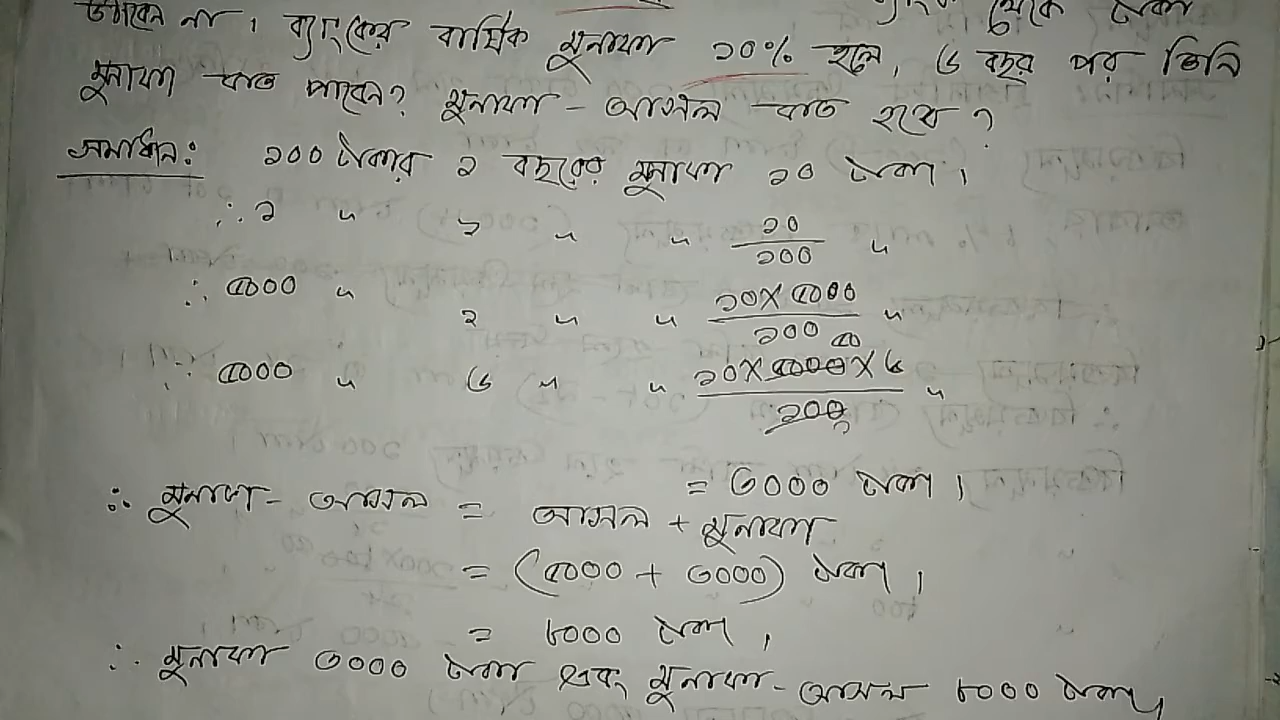 উঠাবেন না। ব্যাংকের বার্ষিক মুনাফা ১০% হলে, ৬ বছর পর তিনি
মুনাফা কত পাবেন? মুনাফা - আসল কত হবে?
সমাধান: ১০০ টাকার ১ বছরের মুনাফা ১০ টাকা।
∴ ১ " ১ " " ১০/১০০ "
∴ ৫০০০ " ১ " " ১০×৫০০০/১০০ "
∴ ৫০০০ " ৬ " " ১০×৫০০০×৬/১০০ "
= ৩০০০ টাকা।
∴ মুনাফা - আসল = আসল + মুনাফা
= (৫০০০ + ৩০০০) টাকা।
= ৮০০০ টাকা।
∴ মুনাফা ৩০০০ টাকা এবং মুনাফা - আসল ৮০০০ টাকা।